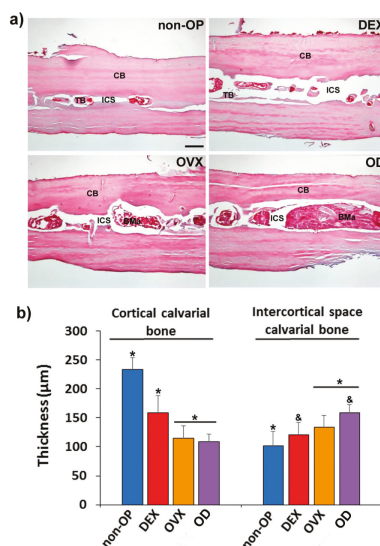 a)
non-OP
CB
TB
ICS
DEX
CB
ICS
TB
OVX
CB
ICS
BMa
OD
CB
ICS
BMa
b)
Cortical calvarial
bone
Intercortical space
calvarial bone
Thickness (µm)
300
250
200
150
100
50
0
*
*
*
*
&
*
&
non-OP
DEX
OVX
OD
non-OP
DEX
OVX
OD